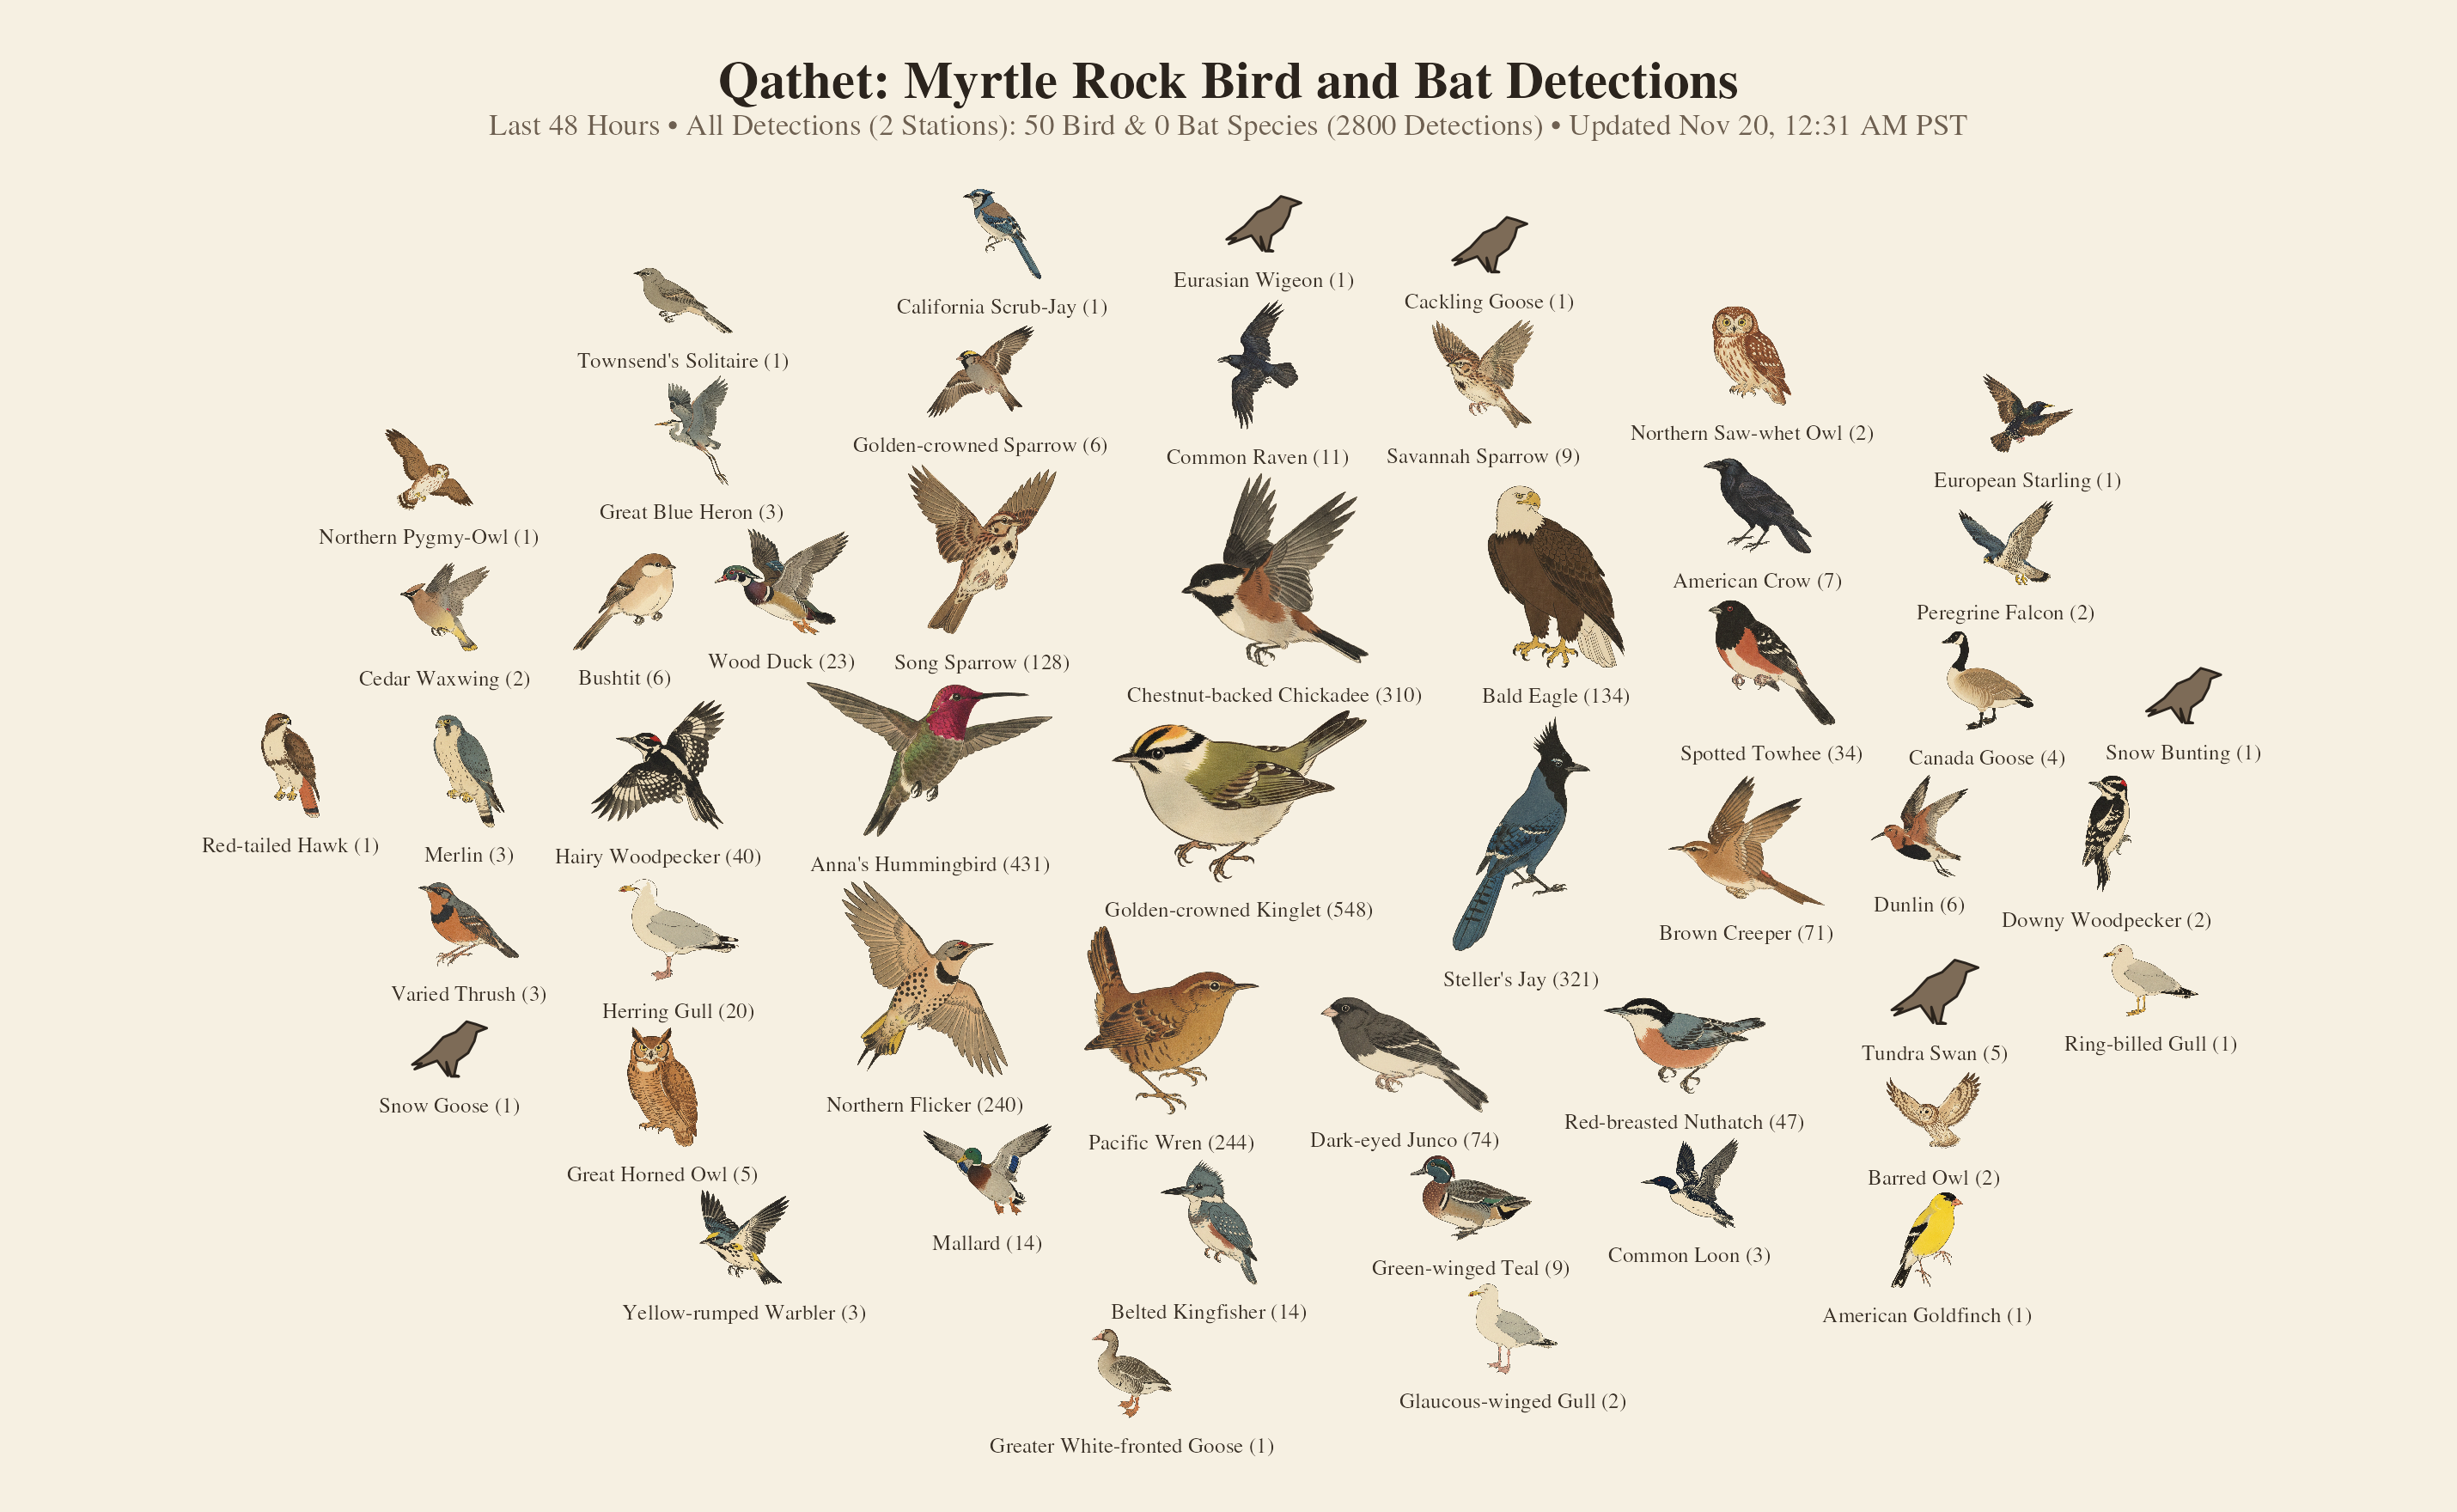 Qathet: Myrtle Rock Bird and Bat Detections
Last 48 Hours • All Detections (2 Stations): 50 Bird & 0 Bat Species (2800 Detections) • Updated Nov 20, 12:31 AM PST
Eurasian Wigeon (1)
Cackling Goose (1)
California Scrub-Jay (1)
Townsend's Solitaire (1)
Northern Saw-whet Owl (2)
Golden-crowned Sparrow (6)
Common Raven (11)
Savannah Sparrow (9)
European Starling (1)
Great Blue Heron (3)
Northern Pygmy-Owl (1)
American Crow (7)
Peregrine Falcon (2)
Wood Duck (23)
Song Sparrow (128)
Cedar Waxwing (2)
Bushtit (6)
Chestnut-backed Chickadee (310)
Bald Eagle (134)
Spotted Towhee (34)
Canada Goose (4)
Snow Bunting (1)
Red-tailed Hawk (1)
Merlin (3)
Hairy Woodpecker (40)
Anna's Hummingbird (431)
Golden-crowned Kinglet (548)
Dunlin (6)
Downy Woodpecker (2)
Brown Creeper (71)
Steller's Jay (321)
Varied Thrush (3)
Herring Gull (20)
Tundra Swan (5)
Ring-billed Gull (1)
Snow Goose (1)
Northern Flicker (240)
Red-breasted Nuthatch (47)
Pacific Wren (244)
Dark-eyed Junco (74)
Great Horned Owl (5)
Barred Owl (2)
Mallard (14)
Common Loon (3)
Green-winged Teal (9)
Yellow-rumped Warbler (3)
Belted Kingfisher (14)
American Goldfinch (1)
Glaucous-winged Gull (2)
Greater White-fronted Goose (1)